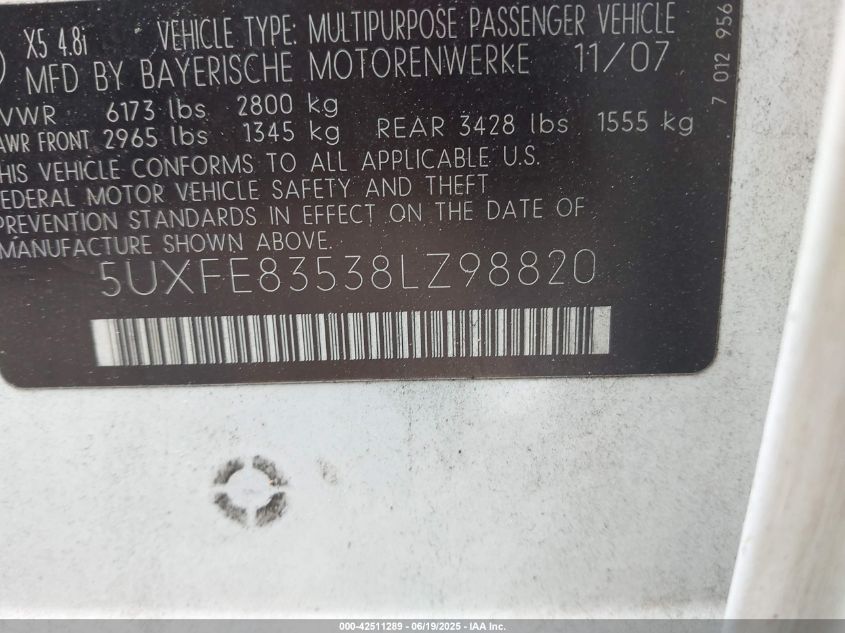 X5 4.8i VEHICLE TYPE: MULTIPURPOSE PASSENGER VEHICLE
MFD BY BAYERISCHE MOTORENWERKE 11/07
VWR 6173 lbs 2800 kg
AWR FRONT 2965 lbs 1345 kg REAR 3428 lbs 1555 kg
HIS VEHICLE CONFORMS TO ALL APPLICABLE U.S.
EDERAL MOTOR VEHICLE SAFETY AND THEFT
PREVENTION STANDARDS IN EFFECT ON THE DATE OF
MANUFACTURE SHOWN ABOVE.
5UXFE83538LZ98820
7 012 956
000-42511289 - 06/19/2025 - IAA Inc.